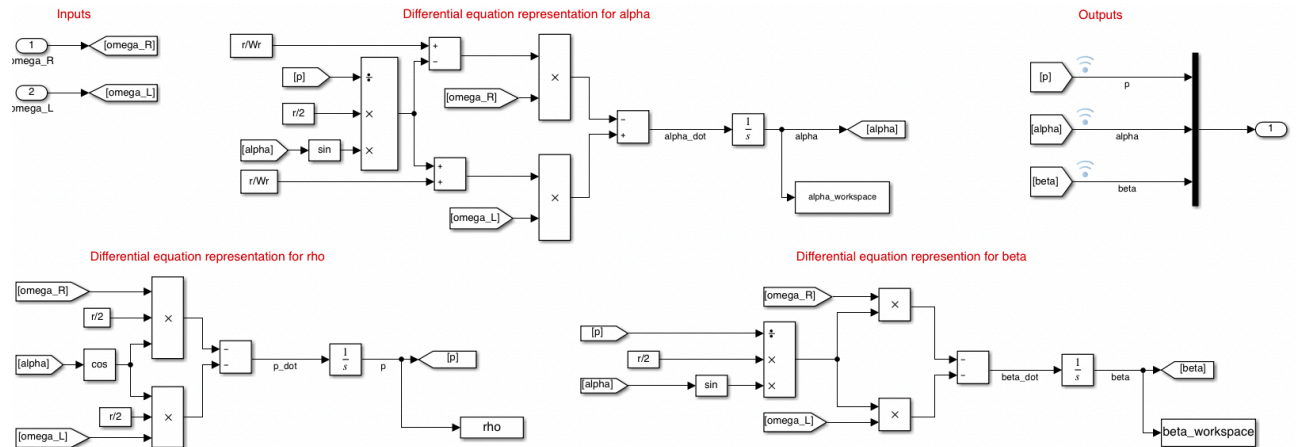 Inputs
1
omega_R
[omega_R]
2
omega_L
[omega_L]
Differential equation representation for alpha
r/Wr
+
−
[p]
÷
r/2
×
[alpha]
sin
×
r/Wr
+
+
[omega_R]
×
[omega_L]
×
−
+
alpha_dot
1
s
alpha
[alpha]
alpha_workspace
Outputs
[p]
p
[alpha]
alpha
[beta]
beta
1
Differential equation representation for rho
[omega_R]
r/2
×
[alpha]
cos
r/2
×
[omega_L]
−
−
p_dot
1
s
p
[p]
rho
Differential equation represention for beta
[omega_R]
×
[p]
÷
r/2
×
[alpha]
sin
×
[omega_L]
×
−
−
beta_dot
1
s
beta
[beta]
beta_workspace